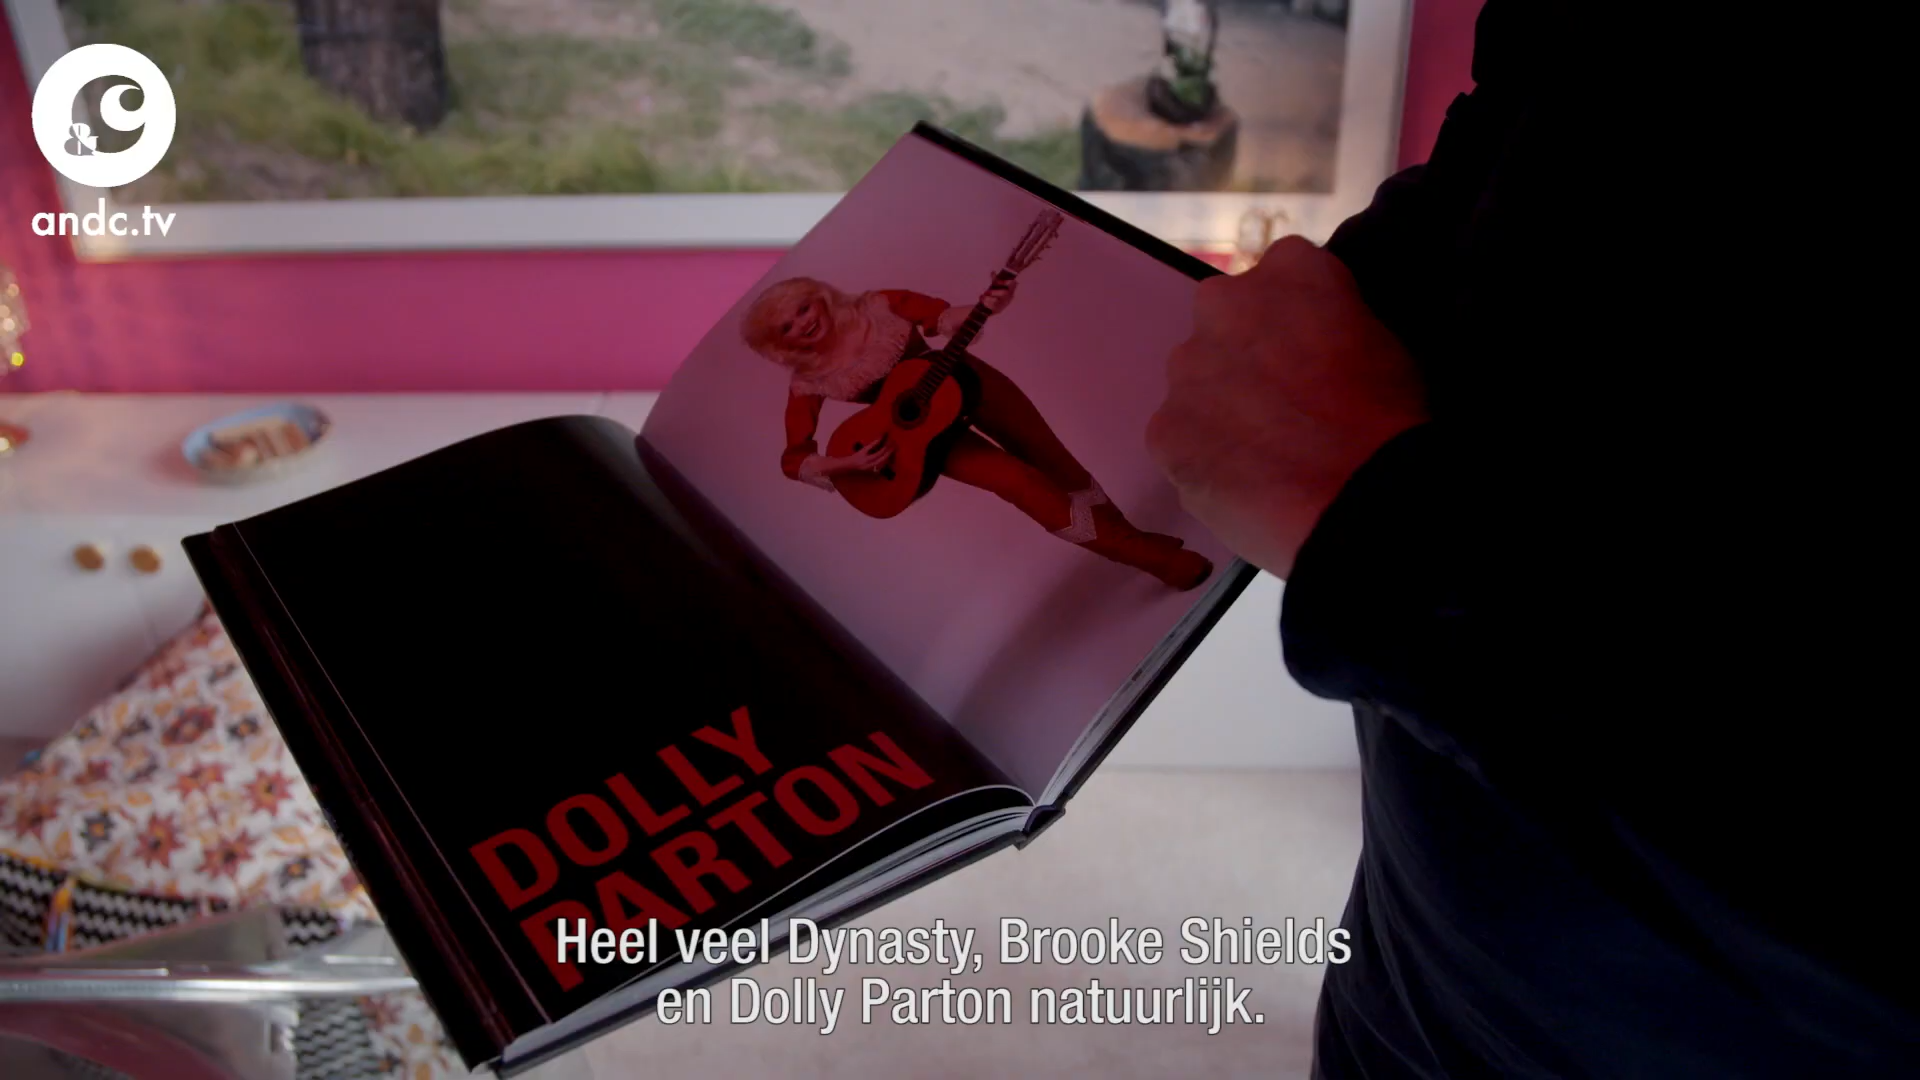 &C
andc.tv
DOLLY
PARTON
Heel veel Dynasty, Brooke Shields
en Dolly Parton natuurlijk.